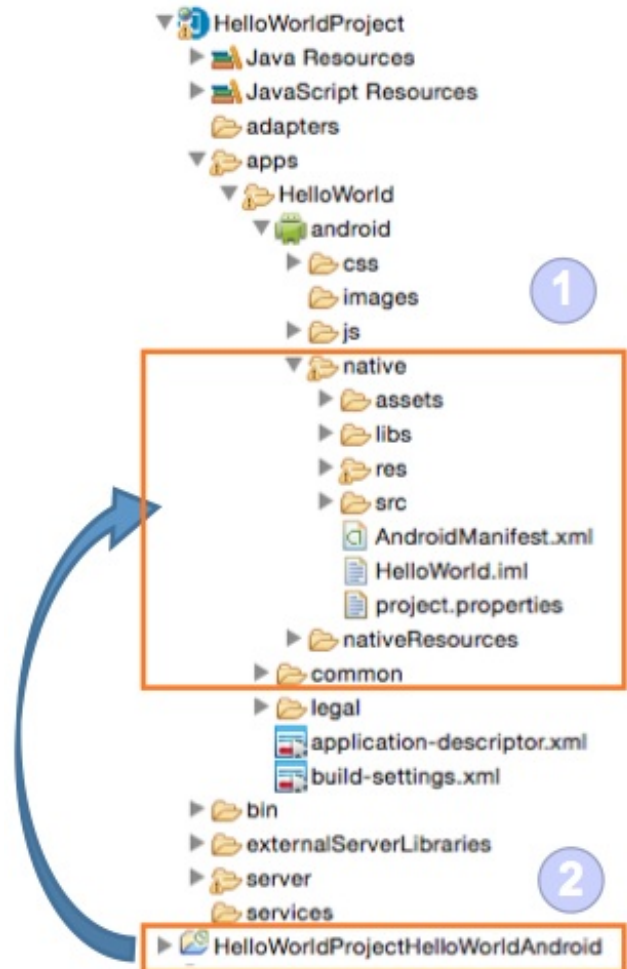 HelloWorldProject
Java Resources
JavaScript Resources
adapters
apps
HelloWorld
android
css
images
1
js
native
assets
libs
res
src
AndroidManifest.xml
HelloWorld.iml
project.properties
nativeResources
common
legal
application-descriptor.xml
build-settings.xml
bin
externalServerLibraries
server
2
services
HelloWorldProjectHelloWorldAndroid